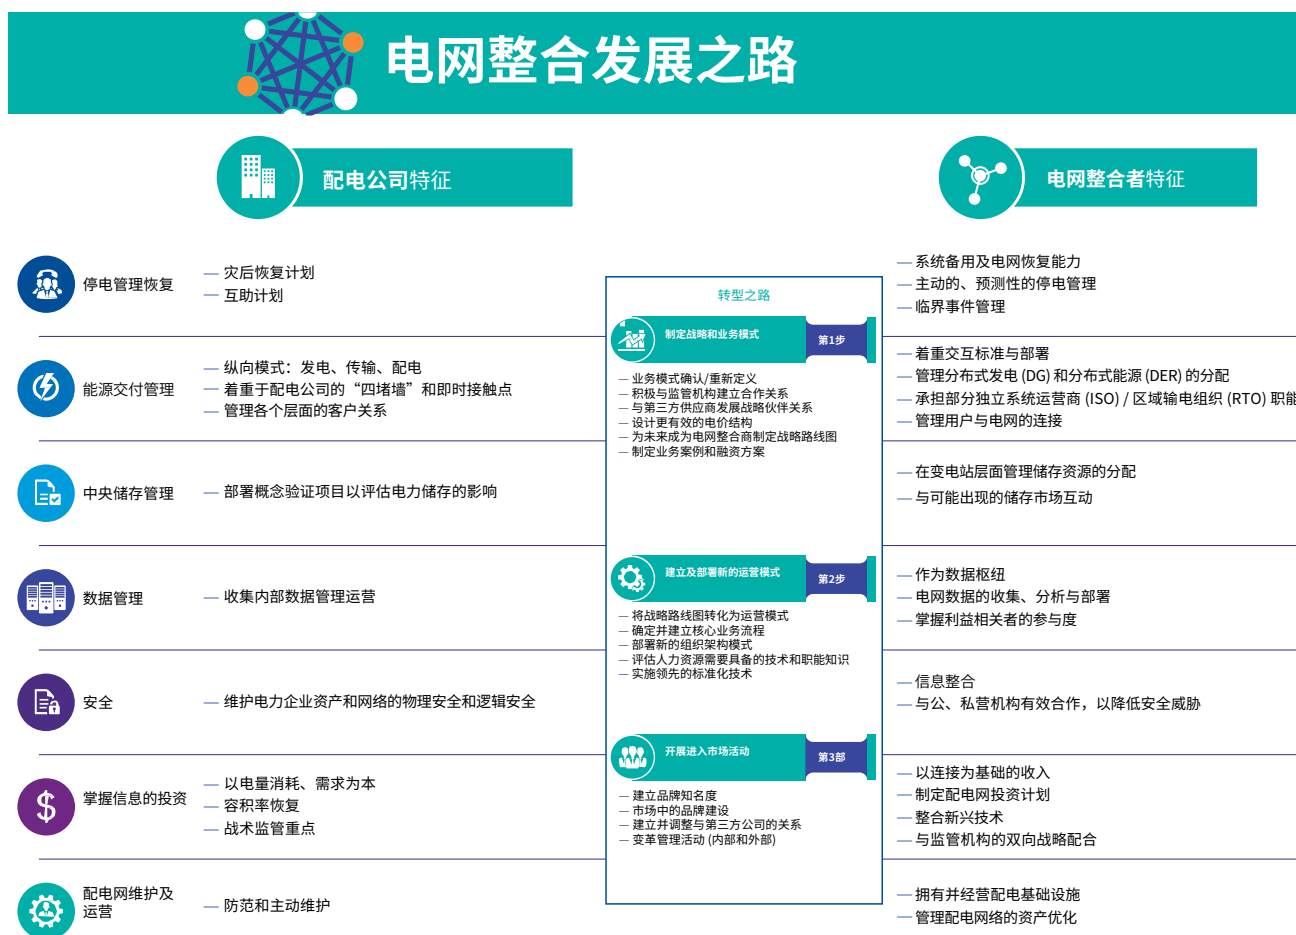 电网整合发展之路
配电公司特征
电网整合者特征
停电管理恢复
— 灾后恢复计划
— 互助计划
— 系统备用及电网恢复能力
— 主动的、预测性的停电管理
— 临界事件管理
能源交付管理
— 纵向模式：发电、传输、配电
— 着重于配电公司的“四堵墙”和即时接触点
— 管理各个层面的客户关系
— 着重交互标准与部署
— 管理分布式发电 (DG) 和分布式能源 (DER) 的分配
— 承担部分独立系统运营商 (ISO) / 区域输电组织 (RTO) 职能
— 管理用户与电网的连接
中央储存管理
— 部署概念验证项目以评估电力储存的影响
— 在变电站层面管理储存资源的分配
— 与可能出现的储存市场互动
数据管理
— 收集内部数据管理运营
— 作为数据枢纽
— 电网数据的收集、分析与部署
— 掌握利益相关者的参与度
安全
— 维护电力企业资产和网络的物理安全和逻辑安全
— 信息整合
— 与公、私营机构有效合作，以降低安全威胁
掌握信息的投资
— 以电量消耗、需求为本
— 容积率恢复
— 战术监管重点
— 以连接为基础的收入
— 制定配电网投资计划
— 整合新兴技术
— 与监管机构的双向战略配合
配电网维护及
运营
— 防范和主动维护
— 拥有并经营配电基础设施
— 管理配电网络的资产优化
转型之路
制定战略和业务模式
第1步
— 业务模式确认/重新定义
— 积极与监管机构建立合作关系
— 与第三方供应商发展战略伙伴关系
— 设计更有效的电价结构
— 为未来成为电网整合商制定战略路线图
— 制定业务案例和融资方案
建立及部署新的运营模式
第2步
— 将战略路线图转化为运营模式
— 确定并建立核心业务流程
— 部署新的组织架构模式
— 评估人力资源需要具备的技术和职能知识
— 实施领先的标准化技术
开展进入市场活动
第3部
— 建立品牌知名度
— 市场中的品牌建设
— 建立并调整与第三方公司的关系
— 变革管理活动 (内部和外部)